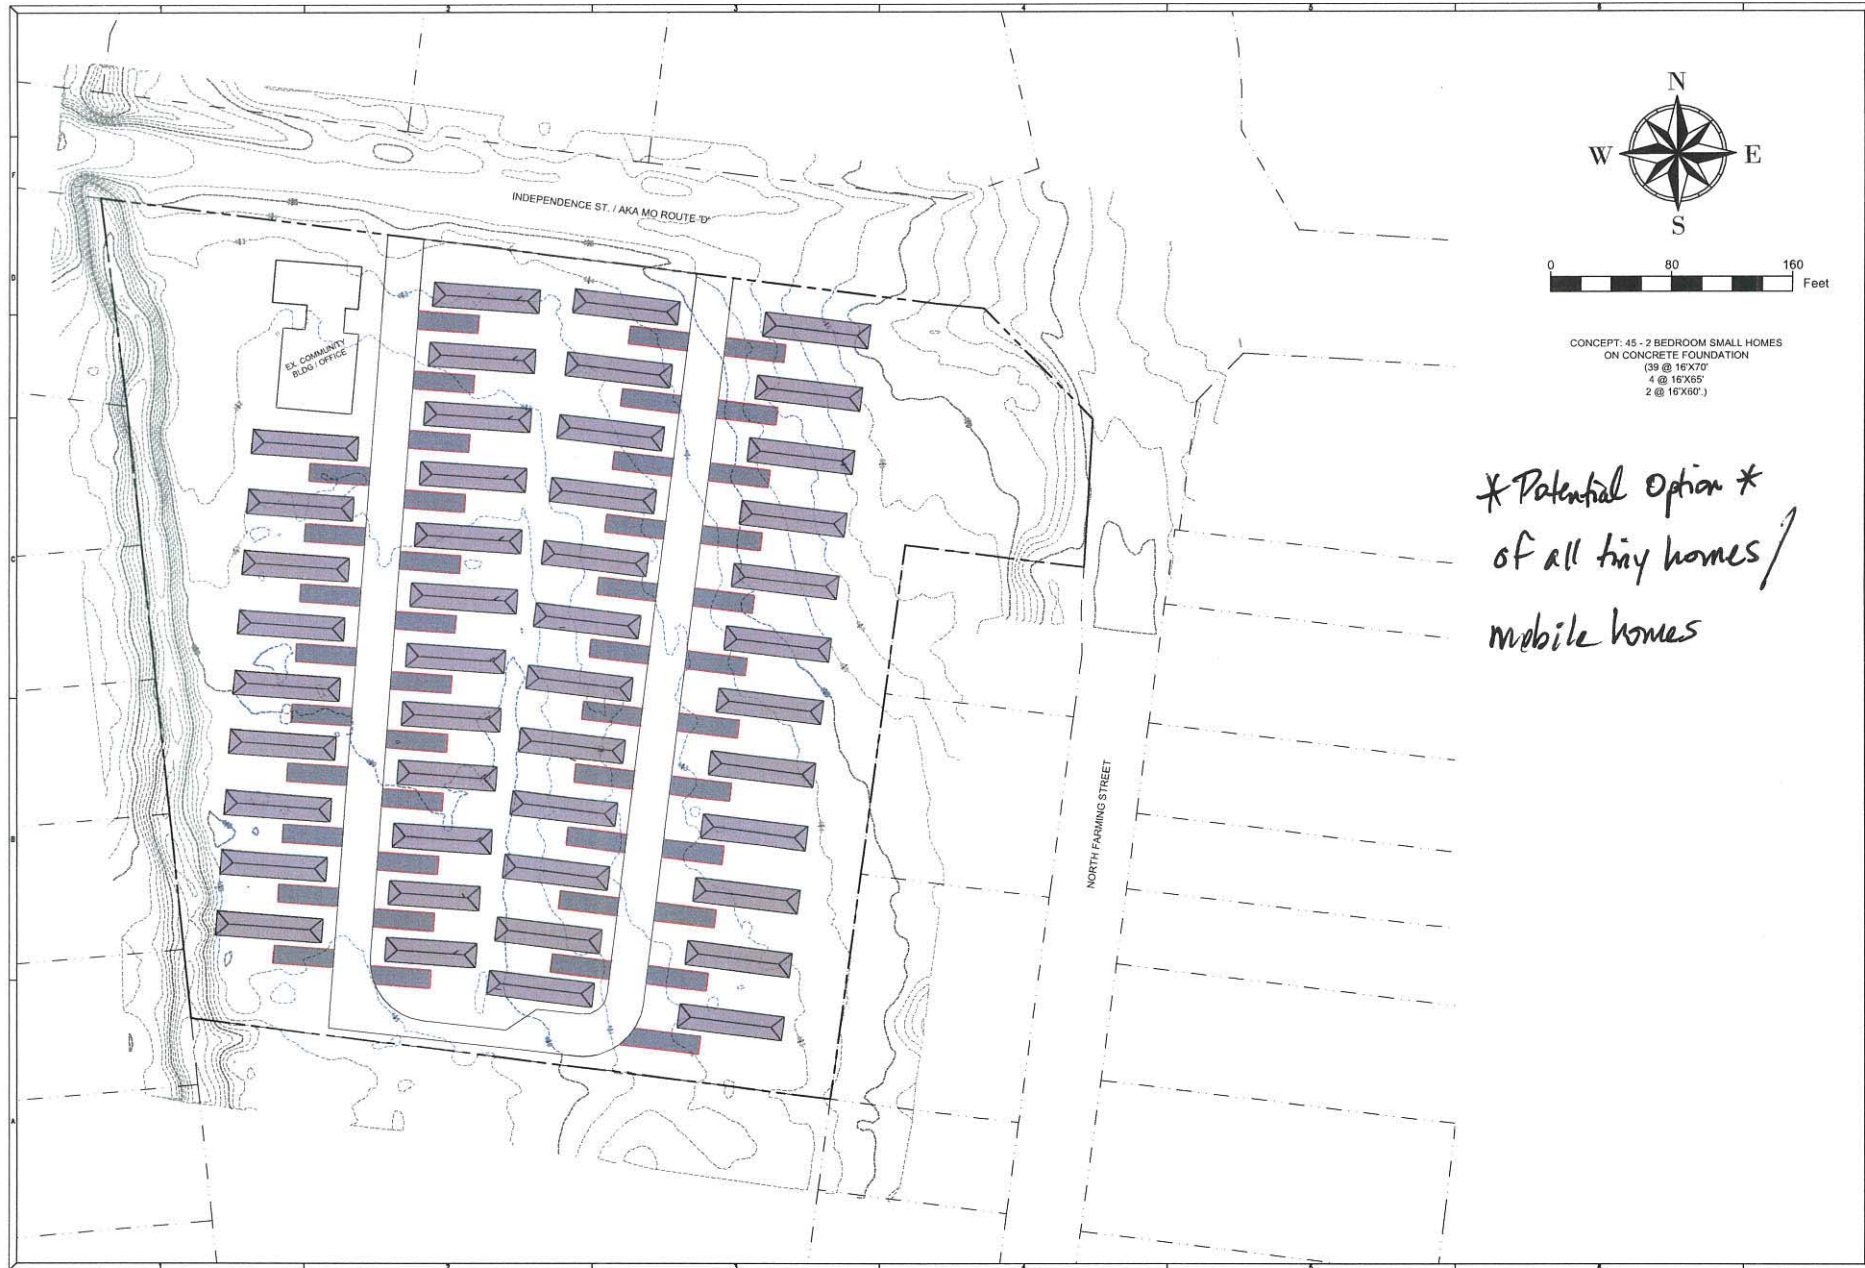 INDEPENDENCE ST. / AKA MO ROUTE "D"
EX. COMMUNITY
BLDG / OFFICE
NORTH FARMING STREET
N
W E
S
0 80 160
Feet
CONCEPT: 45 - 2 BEDROOM SMALL HOMES
ON CONCRETE FOUNDATION
(39 @ 16'X70'
4 @ 16'X65'
2 @ 16'X60'.)
* Potential Option *
of all tiny homes /
mobile homes